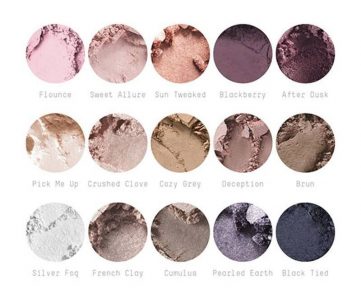 Flounce
Sweet Allure
Sun Tweaked
Blackberry
After Dusk
Pick Me Up
Crushed Clove
Cozy Grey
Deception
Brun
Silver Fog
French Clay
Cumulus
Pearled Earth
Black Tied